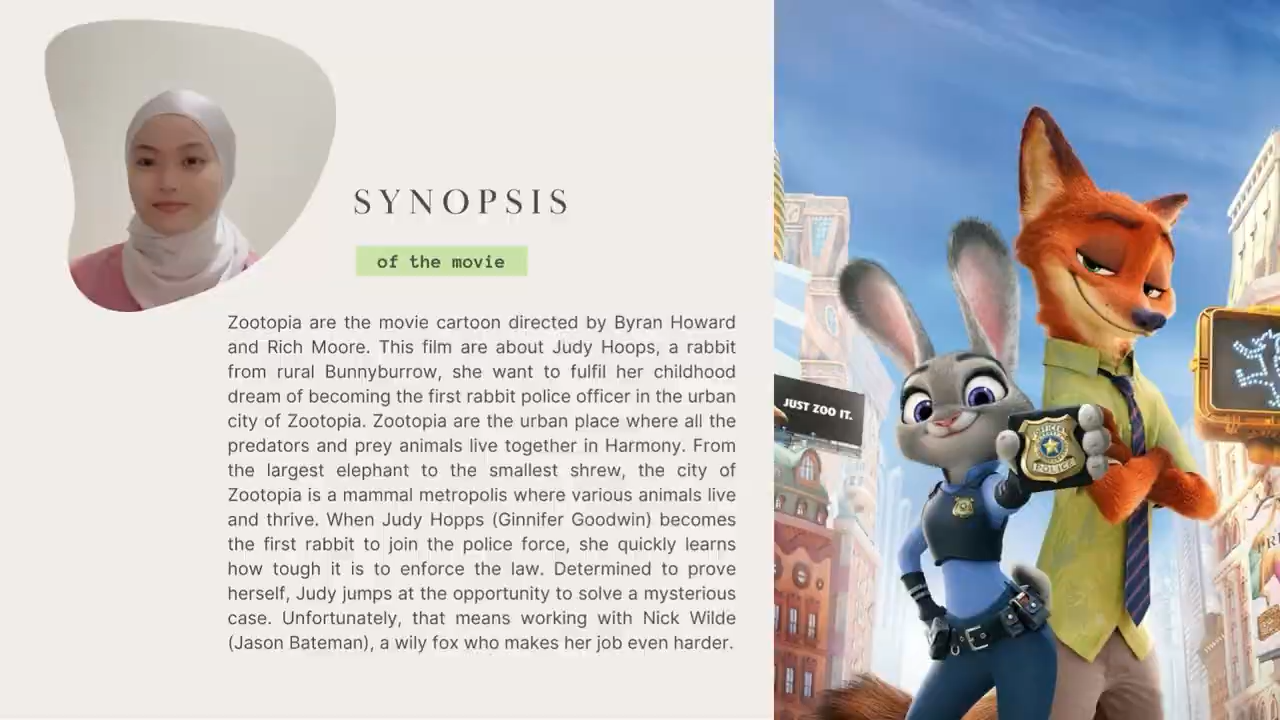 SYNOPSIS
of the movie
Zootopia are the movie cartoon directed by Byran Howard
and Rich Moore. This film are about Judy Hoops, a rabbit
from rural Bunnyburrow, she want to fulfil her childhood
dream of becoming the first rabbit police officer in the urban
city of Zootopia. Zootopia are the urban place where all the
predators and prey animals live together in Harmony. From
the largest elephant to the smallest shrew, the city of
Zootopia is a mammal metropolis where various animals live
and thrive. When Judy Hopps (Ginnifer Goodwin) becomes
the first rabbit to join the police force, she quickly learns
how tough it is to enforce the law. Determined to prove
herself, Judy jumps at the opportunity to solve a mysterious
case. Unfortunately, that means working with Nick Wilde
(Jason Bateman), a wily fox who makes her job even harder.
JUST ZOO IT.
OFFICER
POLICE